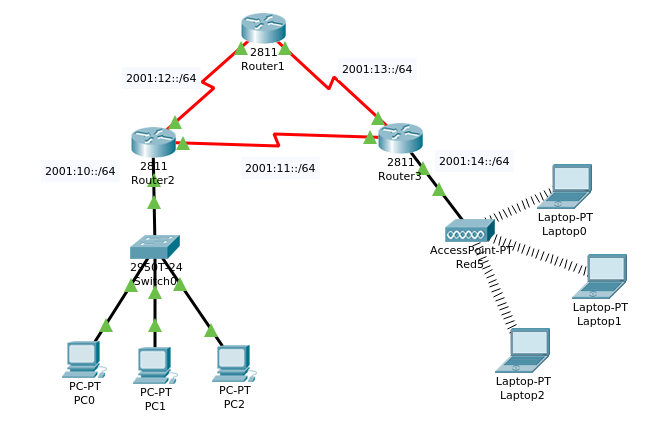 2811
Router1
2001:12::/64
2001:13::/64
2811
Router2
2001:11::/64
2811
Router3
2001:14::/64
2001:10::/64
2950T-24
Switch0
AccessPoint-PT
Red5
Laptop-PT
Laptop0
Laptop-PT
Laptop1
Laptop-PT
Laptop2
PC-PT
PC0
PC-PT
PC1
PC-PT
PC2